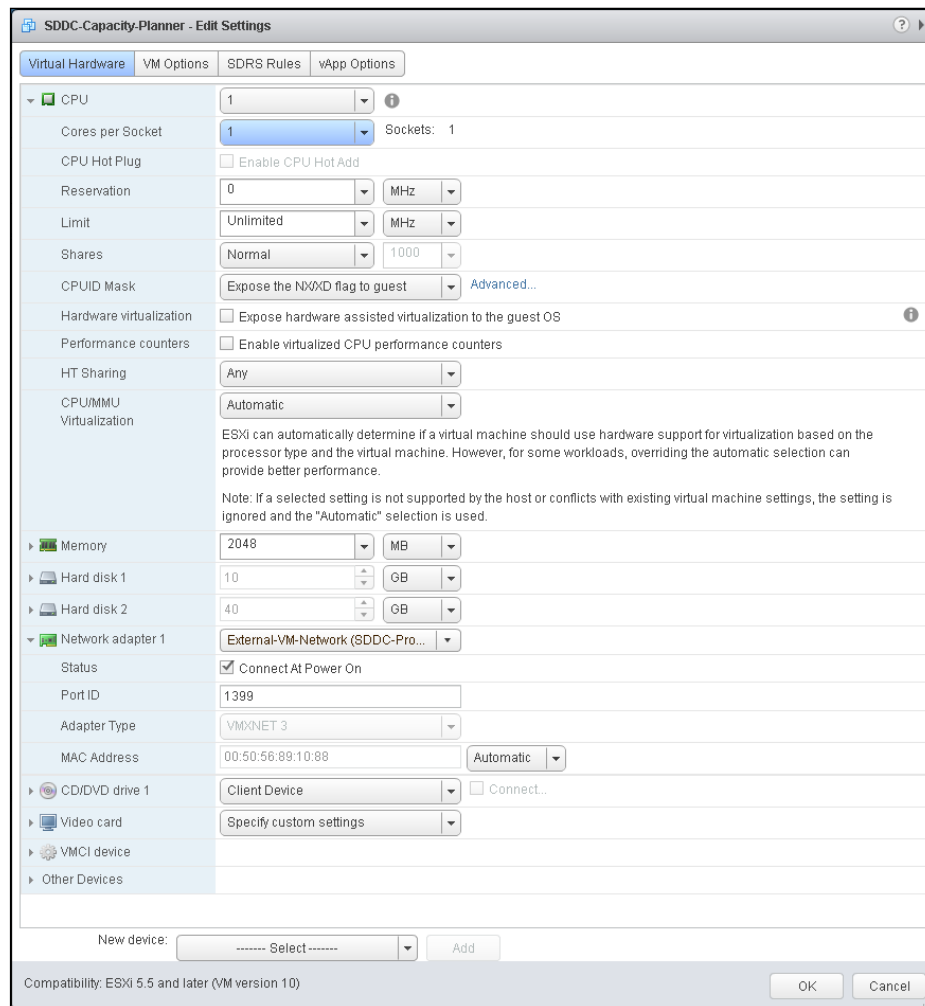 SDDC-Capacity-Planner - Edit Settings ?
Virtual Hardware VM Options SDRS Rules vApp Options
CPU 1
Cores per Socket 1 Sockets: 1
CPU Hot Plug Enable CPU Hot Add
Reservation 0 MHz
Limit Unlimited MHz
Shares Normal 1000
CPUID Mask Expose the NX/XD flag to guest Advanced...
Hardware virtualization Expose hardware assisted virtualization to the guest OS
Performance counters Enable virtualized CPU performance counters
HT Sharing Any
CPU/MMU Automatic
Virtualization
ESXi can automatically determine if a virtual machine should use hardware support for virtualization based on the
processor type and the virtual machine. However, for some workloads, overriding the automatic selection can
provide better performance.
Note: If a selected setting is not supported by the host or conflicts with existing virtual machine settings, the setting is
ignored and the "Automatic" selection is used.
Memory 2048 MB
Hard disk 1 10 GB
Hard disk 2 40 GB
Network adapter 1 External-VM-Network (SDDC-Pro...
Status Connect At Power On
Port ID 1399
Adapter Type VMXNET 3
MAC Address 00:50:56:89:10:88 Automatic
CD/DVD drive 1 Client Device Connect...
Video card Specify custom settings
VMCI device
Other Devices
New device: ------- Select ------- Add
Compatibility: ESXi 5.5 and later (VM version 10) OK Cancel